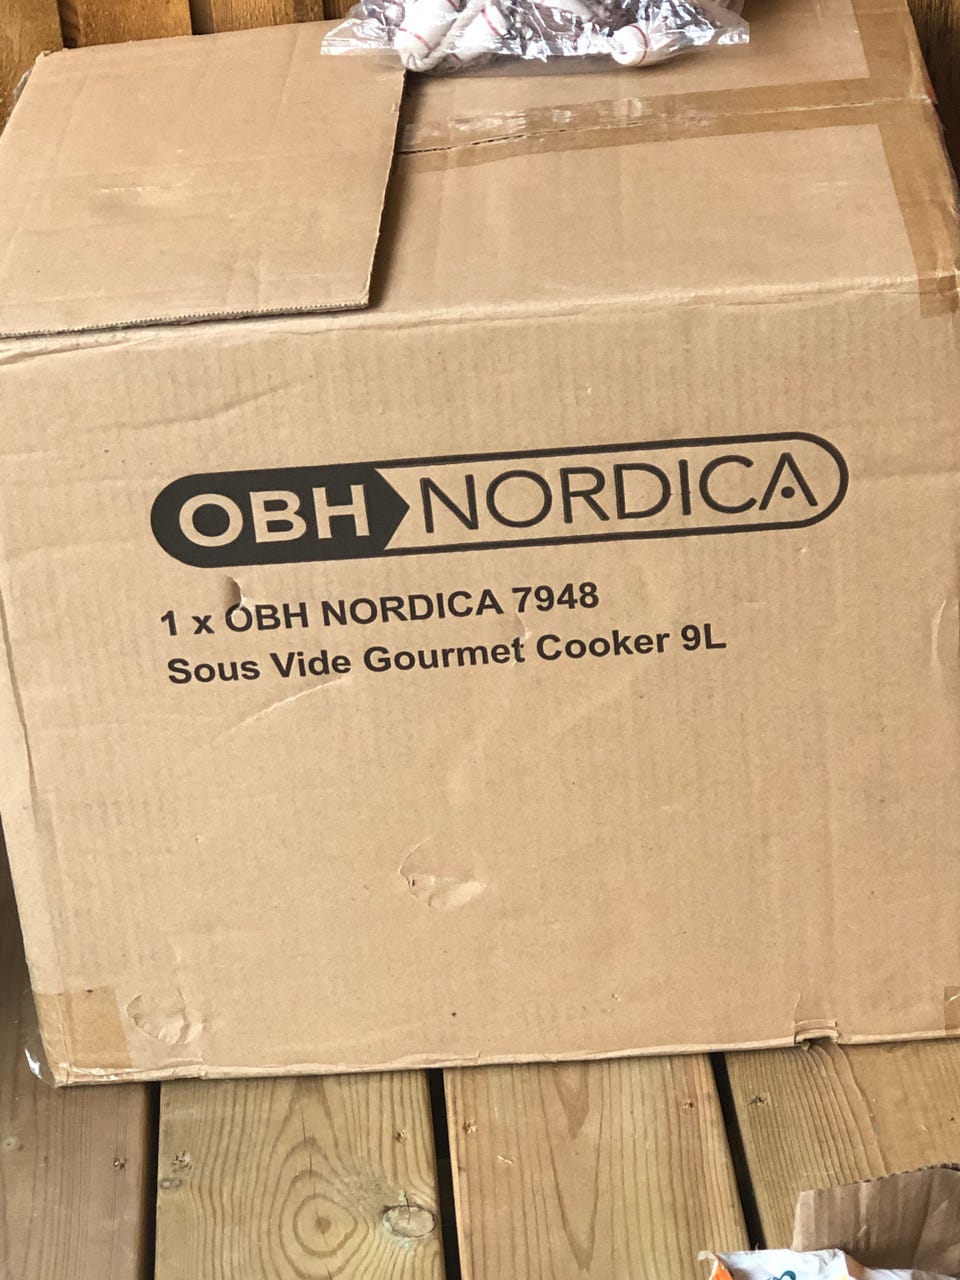 OBH NORDICA
1 x OBH NORDICA 7948
Sous Vide Gourmet Cooker 9L